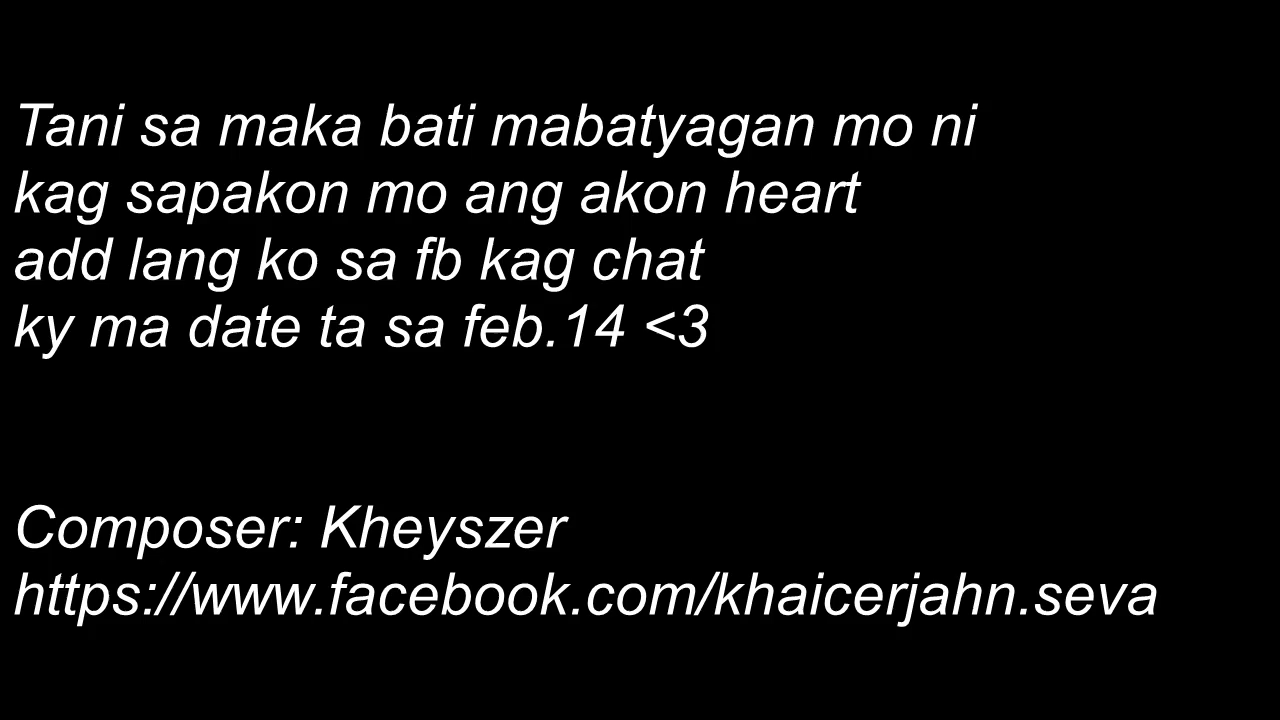 Tani sa maka bati mabatyagan mo ni
kag sapakon mo ang akon heart
add lang ko sa fb kag chat
ky ma date ta sa feb.14 <3
Composer: Kheyszer
https://www.facebook.com/khaicerjahn.seva